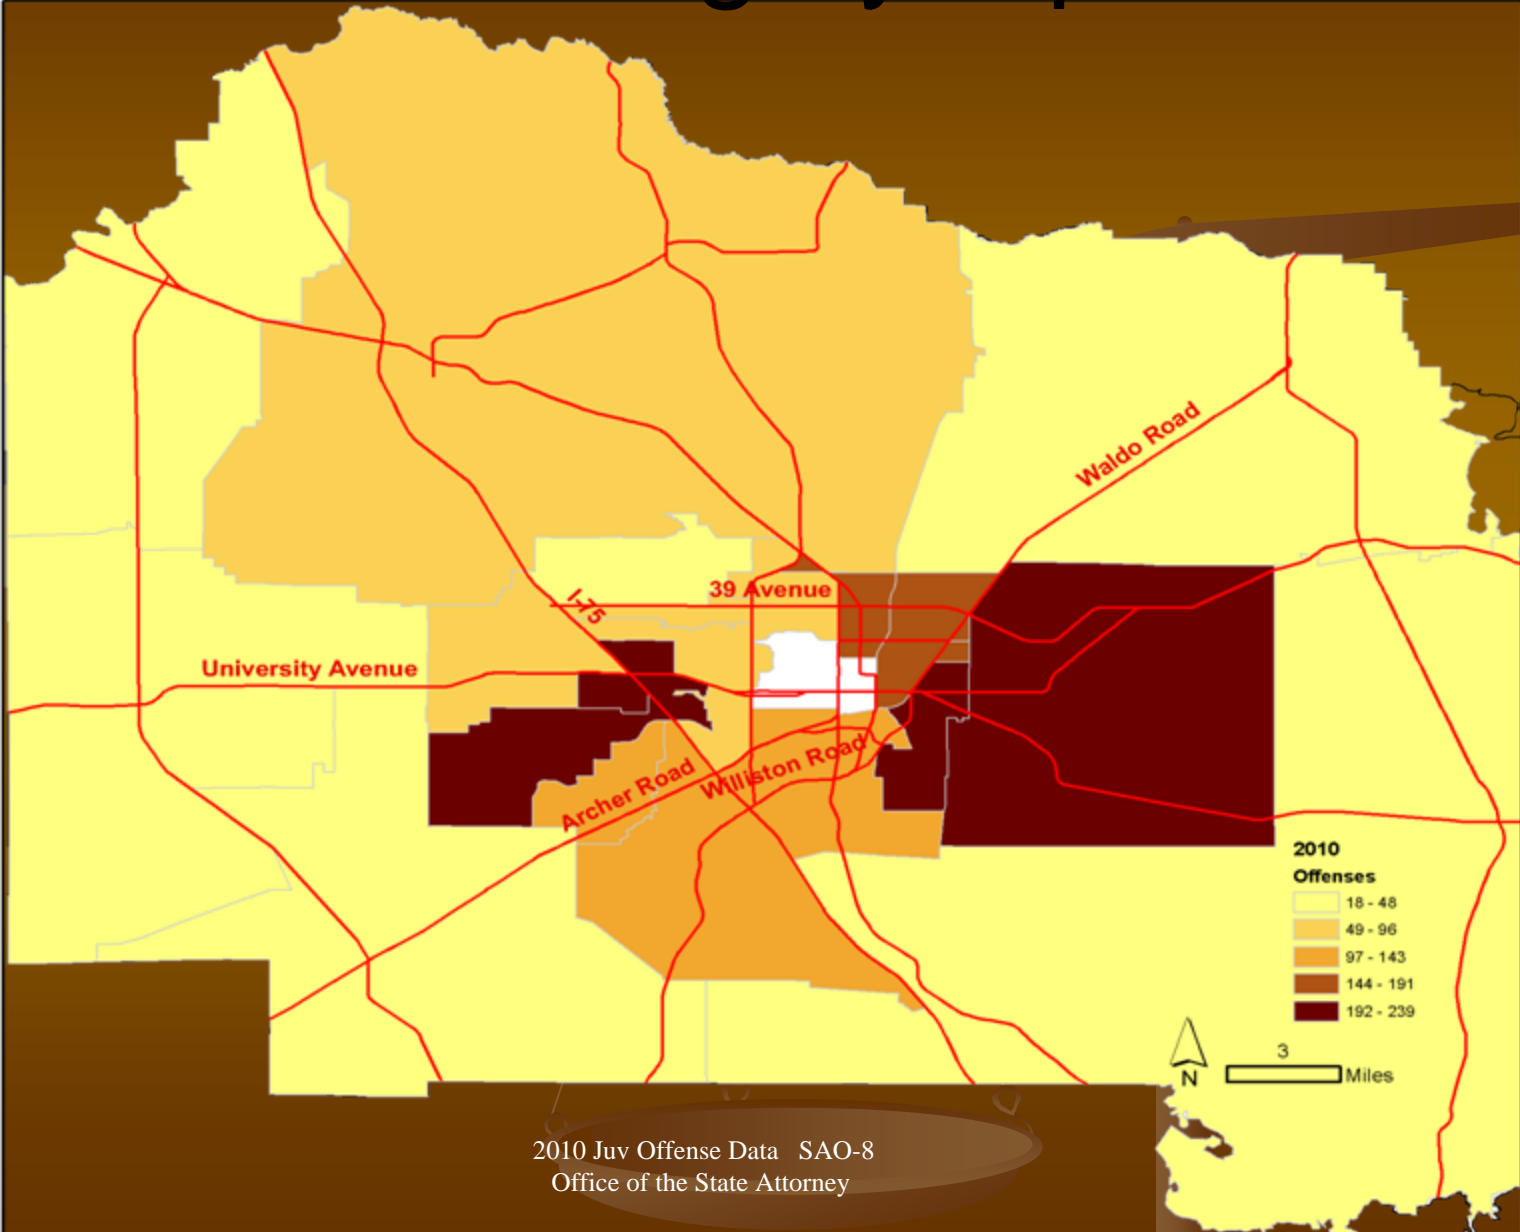 39 Avenue
I-75
University Avenue
Waldo Road
Archer Road
Williston Road
2010
Offenses
18 - 48
49 - 96
97 - 143
144 - 191
192 - 239
3
Miles
N
2010 Juv Offense Data SAO-8
Office of the State Attorney